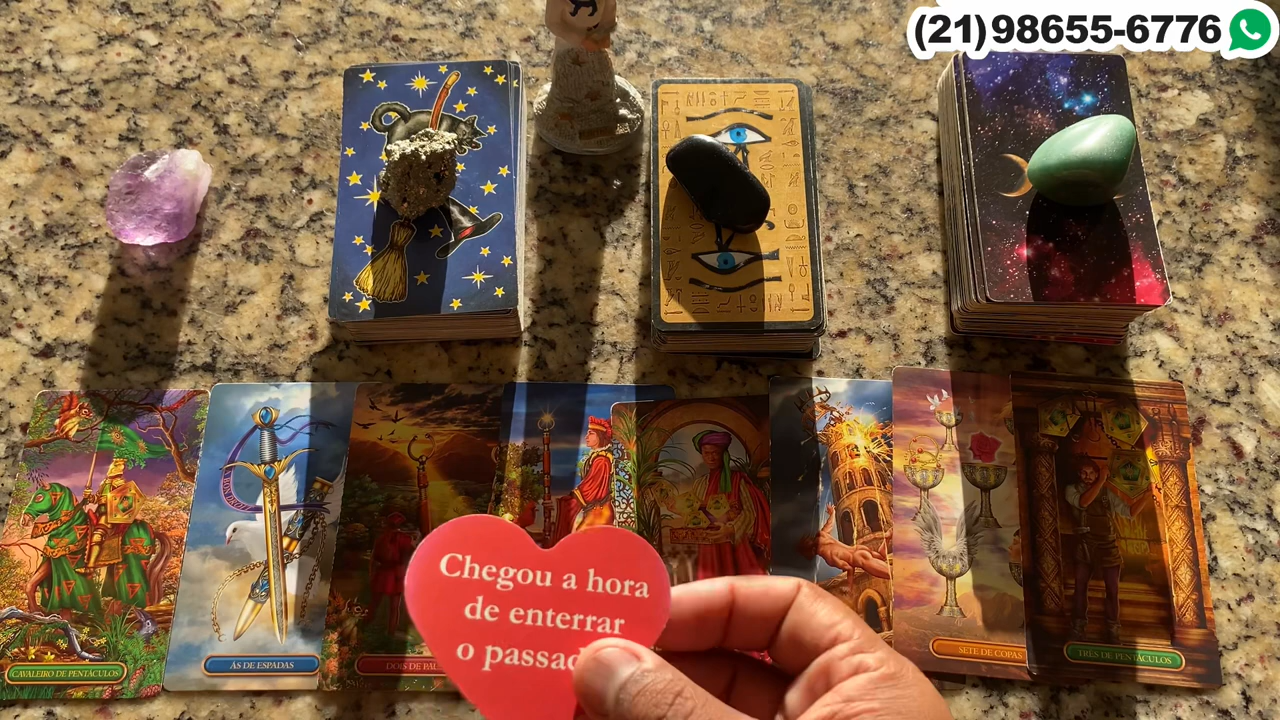 (21)98655-6776
Chegou a hora
de enterrar
o passad
CAVALEIRO DE PENTÁCULOS
ÁS DE ESPADAS
DOIS DE
SETE DE COPAS
TRÊS DE PENTÁCULOS